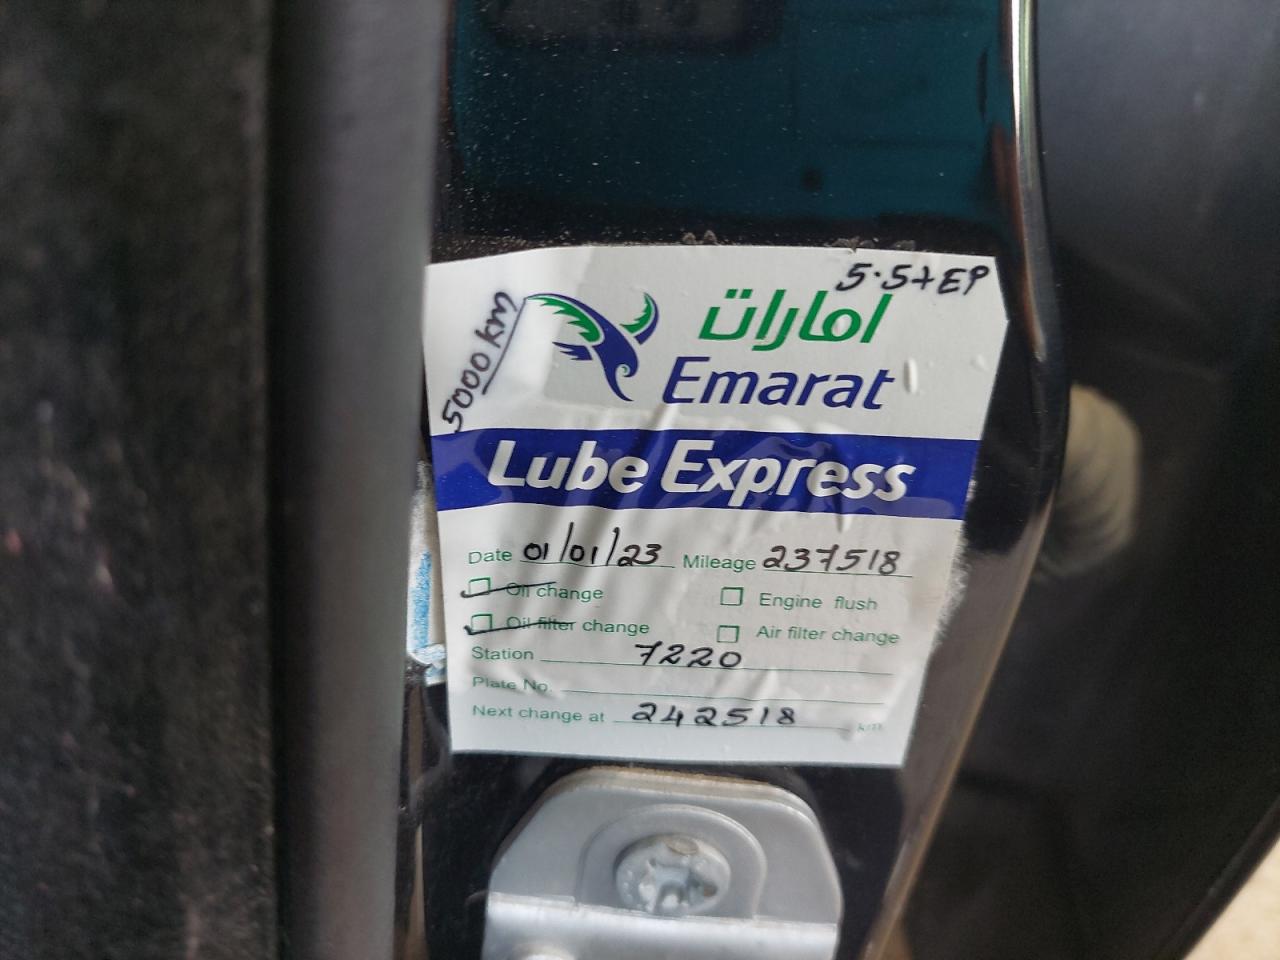 5.5+EP
5000 km
امارات
Emarat
Lube Express
Date 01/01/23 Mileage 237518
Oil change Engine flush
Oil filter change Air filter change
Station 7220
Plate No.
Next change at 242518 km